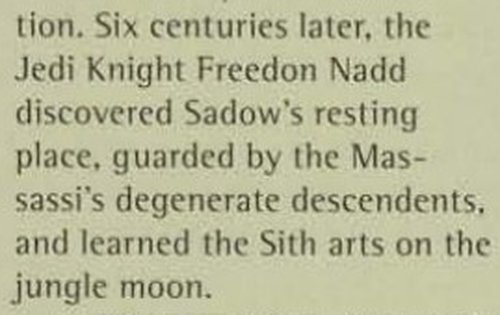 tion. Six centuries later, the
Jedi Knight Freedon Nadd
discovered Sadow's resting
place, guarded by the Mas-
sassi's degenerate descendents,
and learned the Sith arts on the
jungle moon.